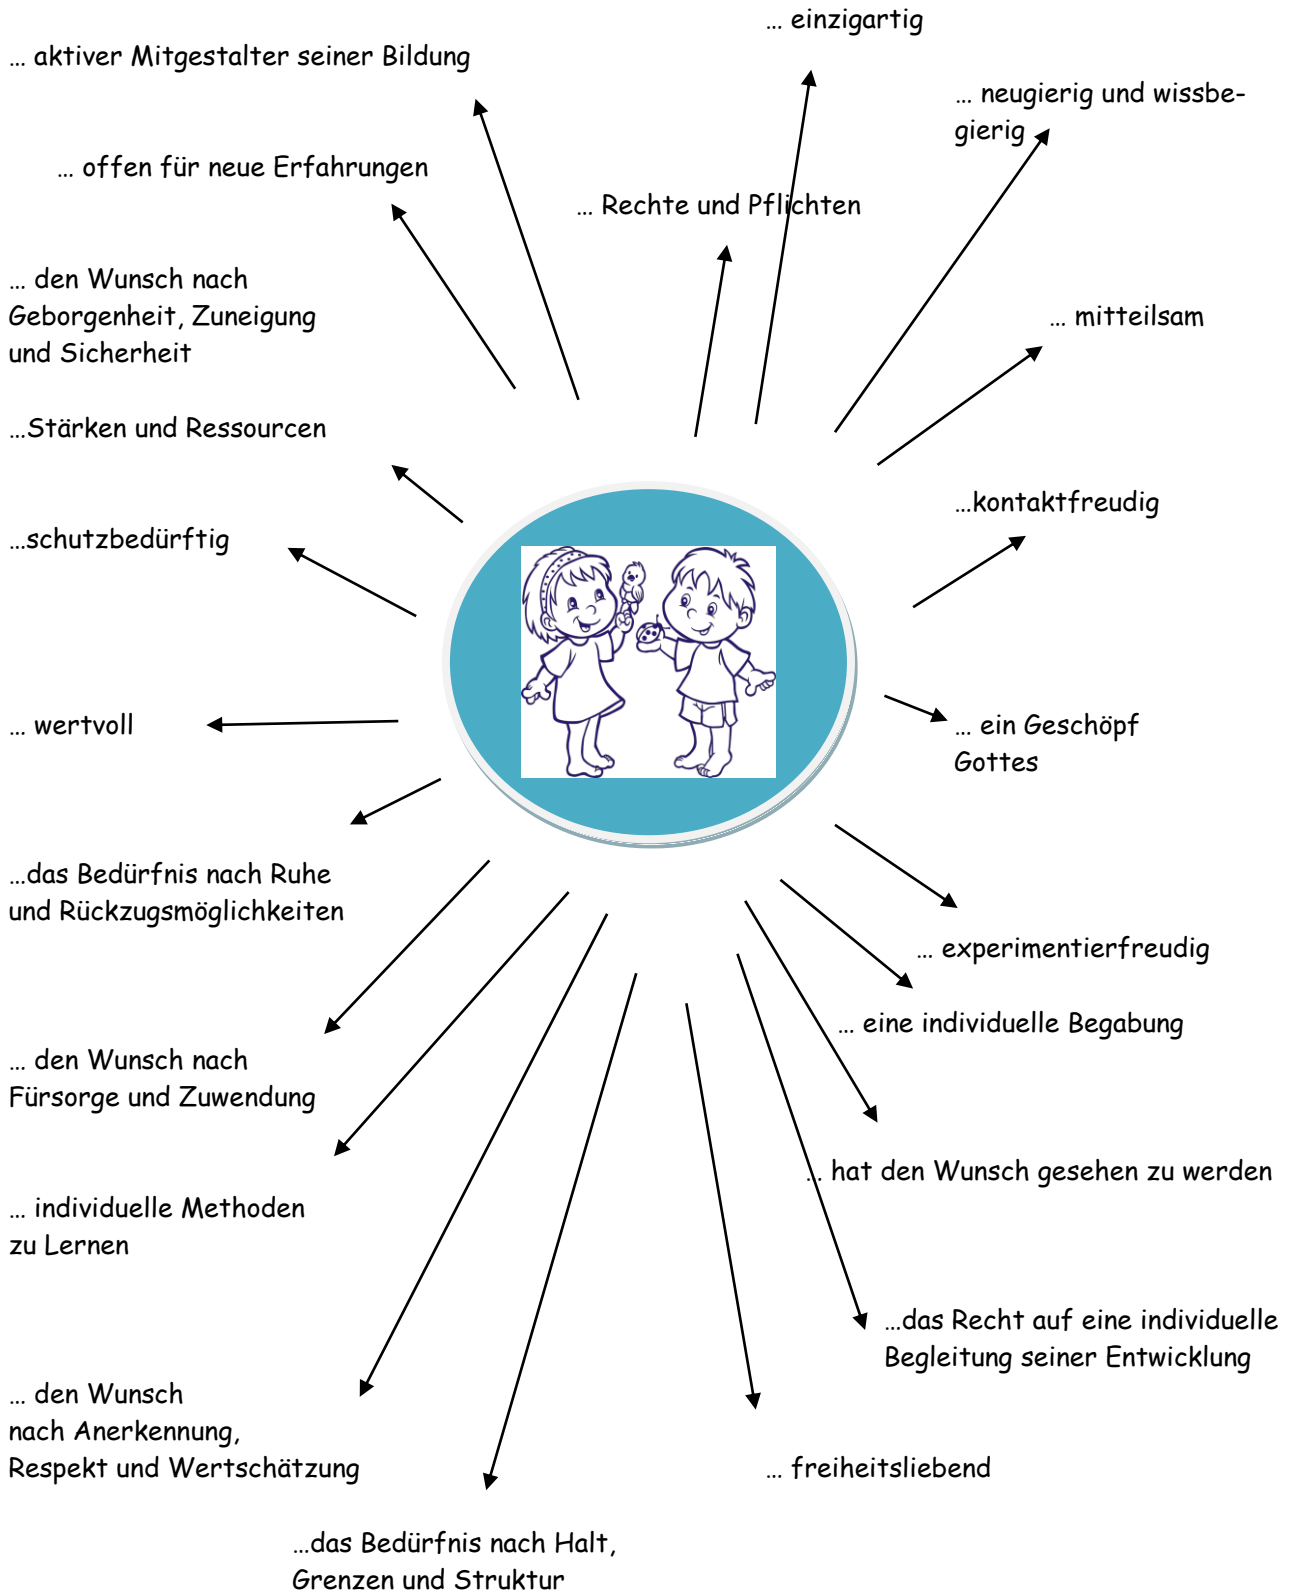 … einzigartig
… aktiver Mitgestalter seiner Bildung
… neugierig und wissbe-
gierig
… offen für neue Erfahrungen
… Rechte und Pflichten
… den Wunsch nach
Geborgenheit, Zuneigung
und Sicherheit
… mitteilsam
…Stärken und Ressourcen
…kontaktfreudig
…schutzbedürftig
… wertvoll
… ein Geschöpf
Gottes
…das Bedürfnis nach Ruhe
und Rückzugsmöglichkeiten
… experimentierfreudig
… eine individuelle Begabung
… den Wunsch nach
Fürsorge und Zuwendung
… hat den Wunsch gesehen zu werden
… individuelle Methoden
zu Lernen
…das Recht auf eine individuelle
Begleitung seiner Entwicklung
… den Wunsch
nach Anerkennung,
Respekt und Wertschätzung
… freiheitsliebend
…das Bedürfnis nach Halt,
Grenzen und Struktur